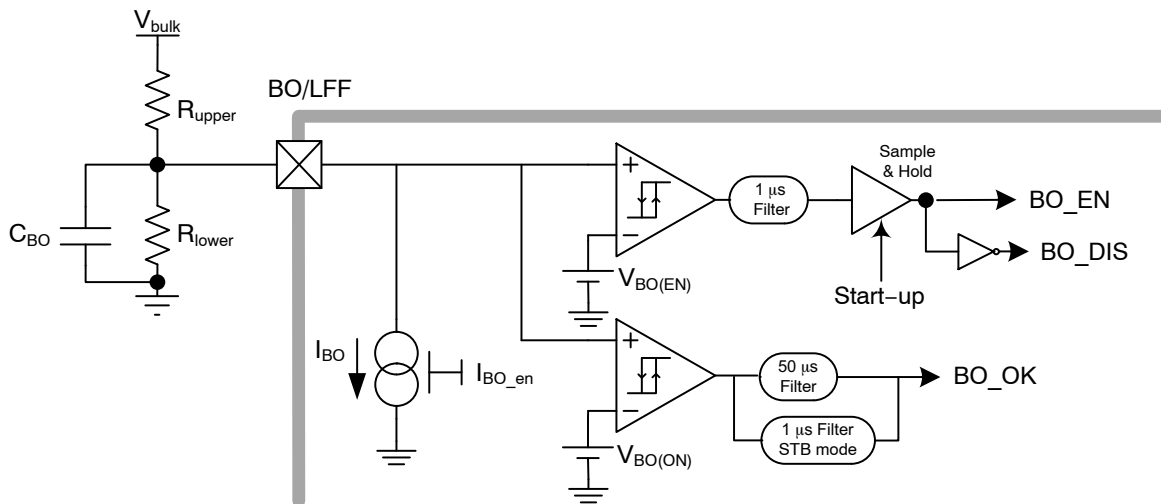 Vbulk
BO/LFF
Rupper
CBO
Rlower
+
−
1 μs
Filter
Sample
& Hold
BO_EN
BO_DIS
VBO(EN)
Start−up
IBO
IBO_en
+
−
50 μs
Filter
BO_OK
1 μs Filter
STB mode
VBO(ON)